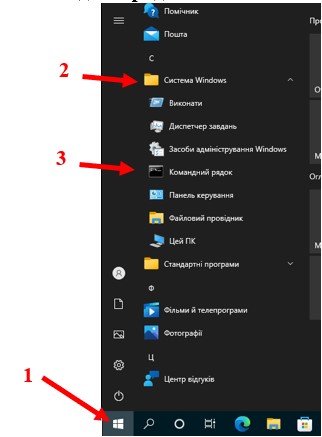 Помічник
Пошта
С
Система Windows
Виконати
Диспетчер завдань
Засоби адміністрування Windows
Командний рядок
Панель керування
Файловий провідник
Цей ПК
Стандартні програми
Ф
Фільми й телепрограми
Фотографії
Ц
Центр відгуків
2
3
1